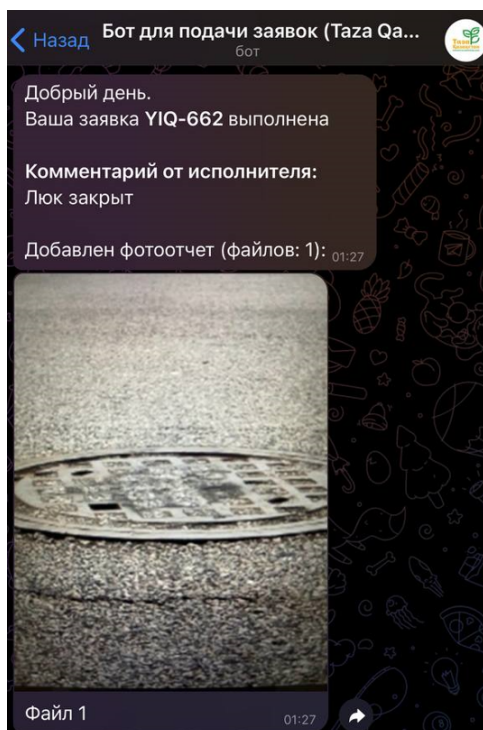 Назад
Бот для подачи заявок (Taza Qa...
бот
Добрый день.
Ваша заявка YIQ-662 выполнена
Комментарий от исполнителя:
Люк закрыт
Добавлен фотоотчет (файлов: 1): 01:27
Файл 1
01:27